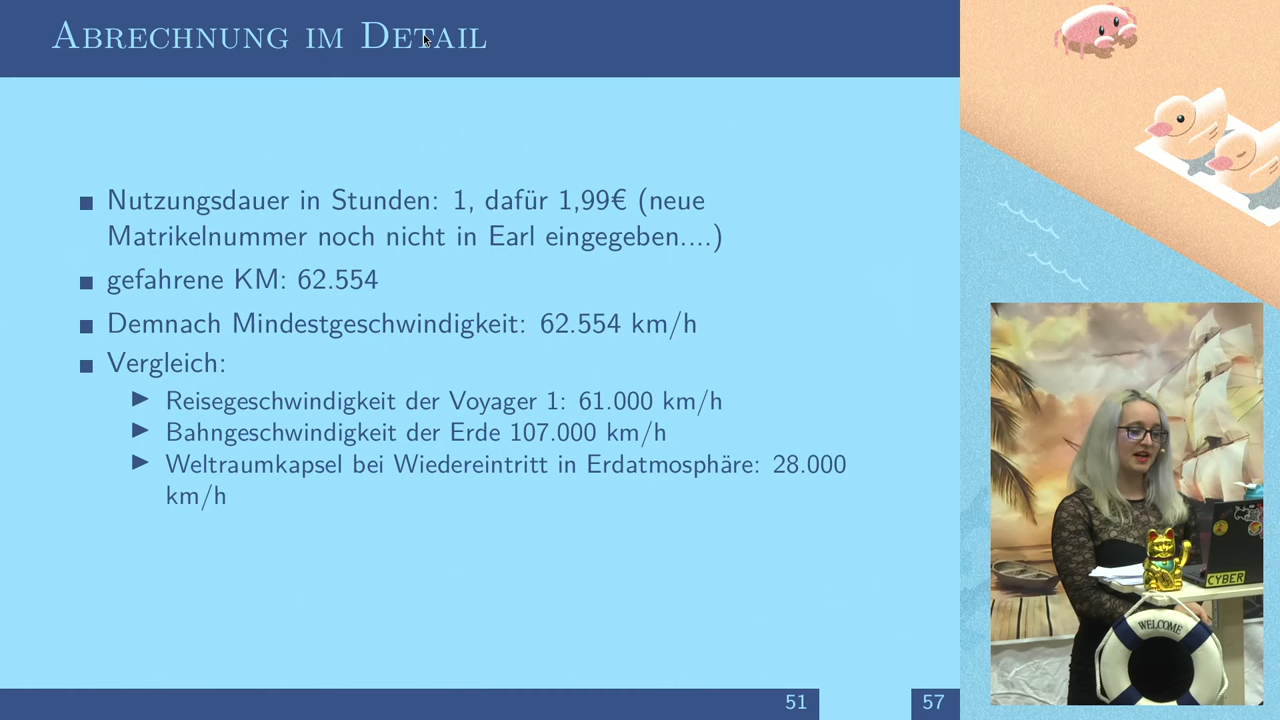 Abrechnung im Detail
Nutzungsdauer in Stunden: 1, dafür 1,99€ (neue
Matrikelnummer noch nicht in Earl eingegeben....)
gefahrene KM: 62.554
Demnach Mindestgeschwindigkeit: 62.554 km/h
Vergleich:
Reisegeschwindigkeit der Voyager 1: 61.000 km/h
Bahngeschwindigkeit der Erde 107.000 km/h
Weltraumkapsel bei Wiedereintritt in Erdatmosphäre: 28.000
km/h
51
57
CYBER
WELCOME